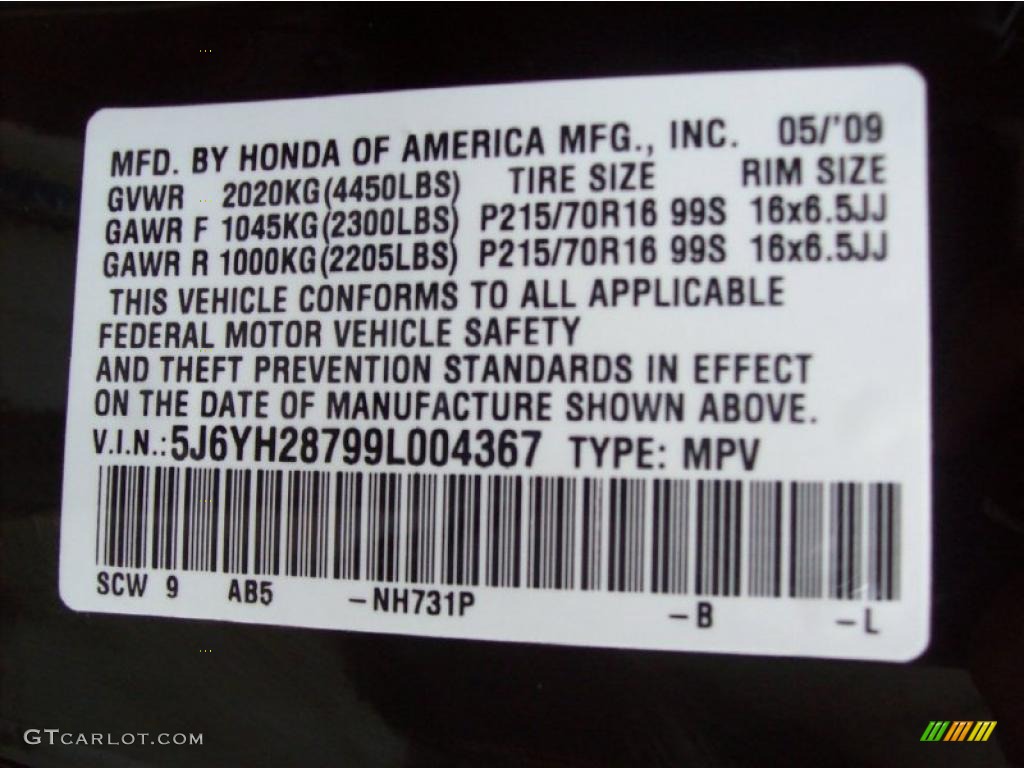 MFD. BY HONDA OF AMERICA MFG., INC. 05/'09
GVWR 2020KG(4450LBS) TIRE SIZE RIM SIZE
GAWR F 1045KG(2300LBS) P215/70R16 99S 16x6.5JJ
GAWR R 1000KG(2205LBS) P215/70R16 99S 16x6.5JJ
THIS VEHICLE CONFORMS TO ALL APPLICABLE
FEDERAL MOTOR VEHICLE SAFETY
AND THEFT PREVENTION STANDARDS IN EFFECT
ON THE DATE OF MANUFACTURE SHOWN ABOVE.
V.I.N.:5J6YH28799L004367 TYPE: MPV
SCW 9 AB5 –NH731P –B –L
GTCARLOT.COM